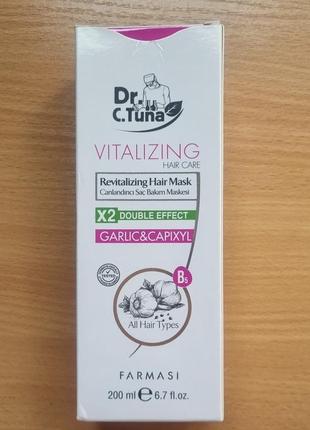 Dr.
C.Tuna
VITALIZING
HAIR CARE
Revitalizing Hair Mask
Canlandırıcı Saç Bakım Maskesi
X2 DOUBLE EFFECT
GARLIC&CAPIXYL
TESTED
B5
All Hair Types
FARMASI
200 ml e 6.7 fl.oz.